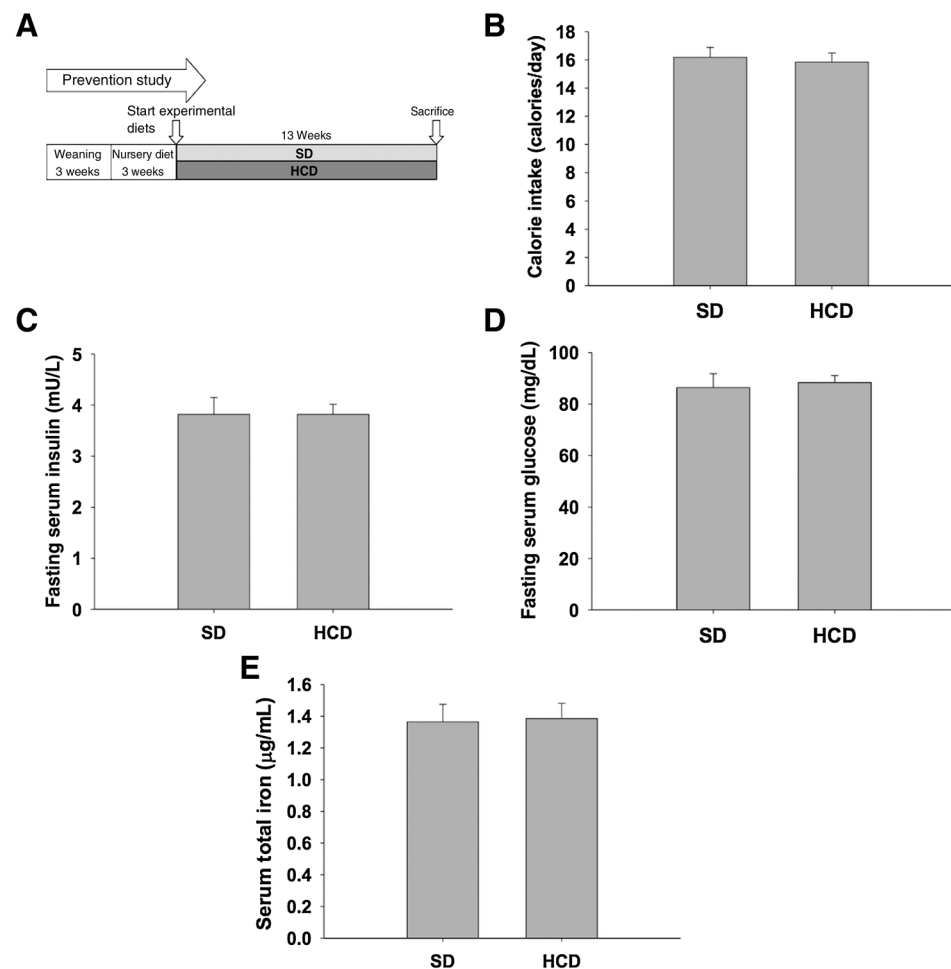 A
Prevention study
Start experimental
diets
Sacrifice
13 Weeks
Weaning
3 weeks
Nursery diet
3 weeks
SD
HCD
B
Calorie intake (calories/day)
18
16
14
12
10
8
6
4
2
0
SD
HCD
C
Fasting serum insulin (mU/L)
5
4
3
2
1
0
SD
HCD
D
Fasting serum glucose (mg/dL)
100
80
60
40
20
0
SD
HCD
E
Serum total iron (μg/mL)
1.6
1.4
1.2
1.0
0.8
0.6
0.4
0.2
0.0
SD
HCD